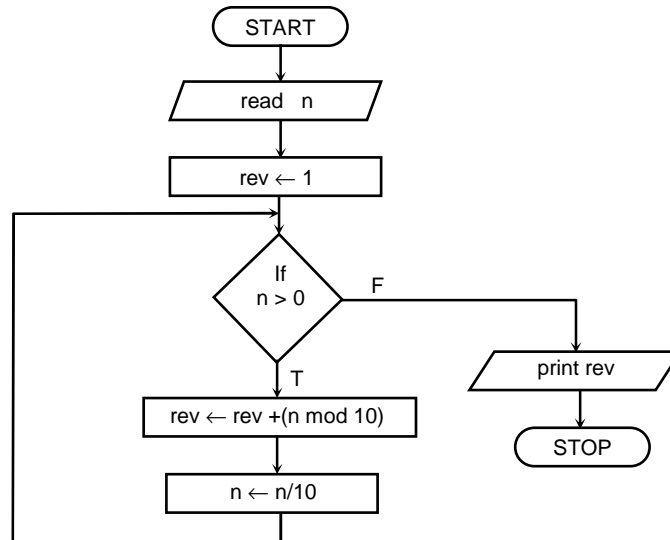 START
read n
rev ← 1
If
n > 0
F
T
print rev
rev ← rev +(n mod 10)
STOP
n ← n/10